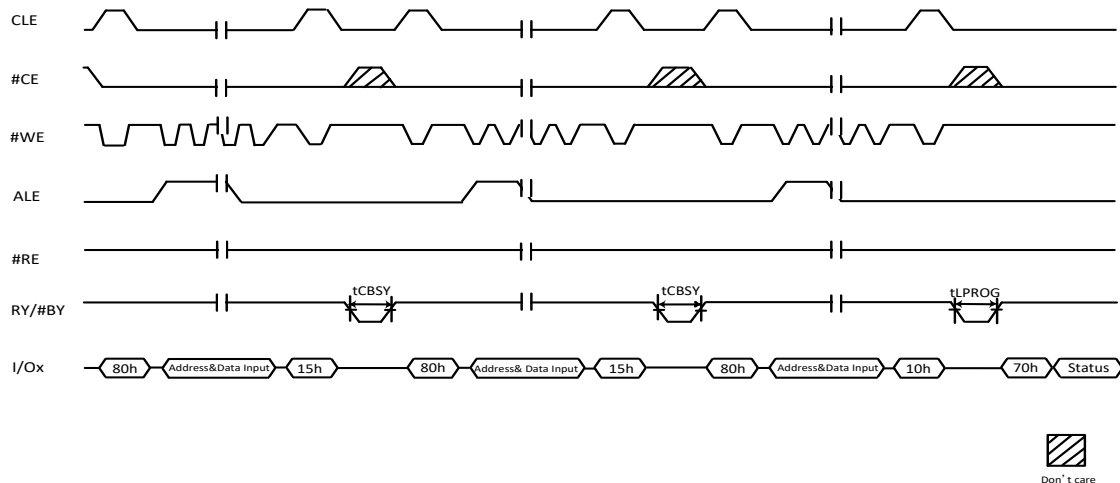 CLE
#CE
#WE
ALE
#RE
RY/#BY
tCBSY
tCBSY
tLPROG
I/Ox
80h
Address&Data Input
15h
80h
Address& Data Input
15h
80h
Address&Data Input
10h
70h
Status
Don't care